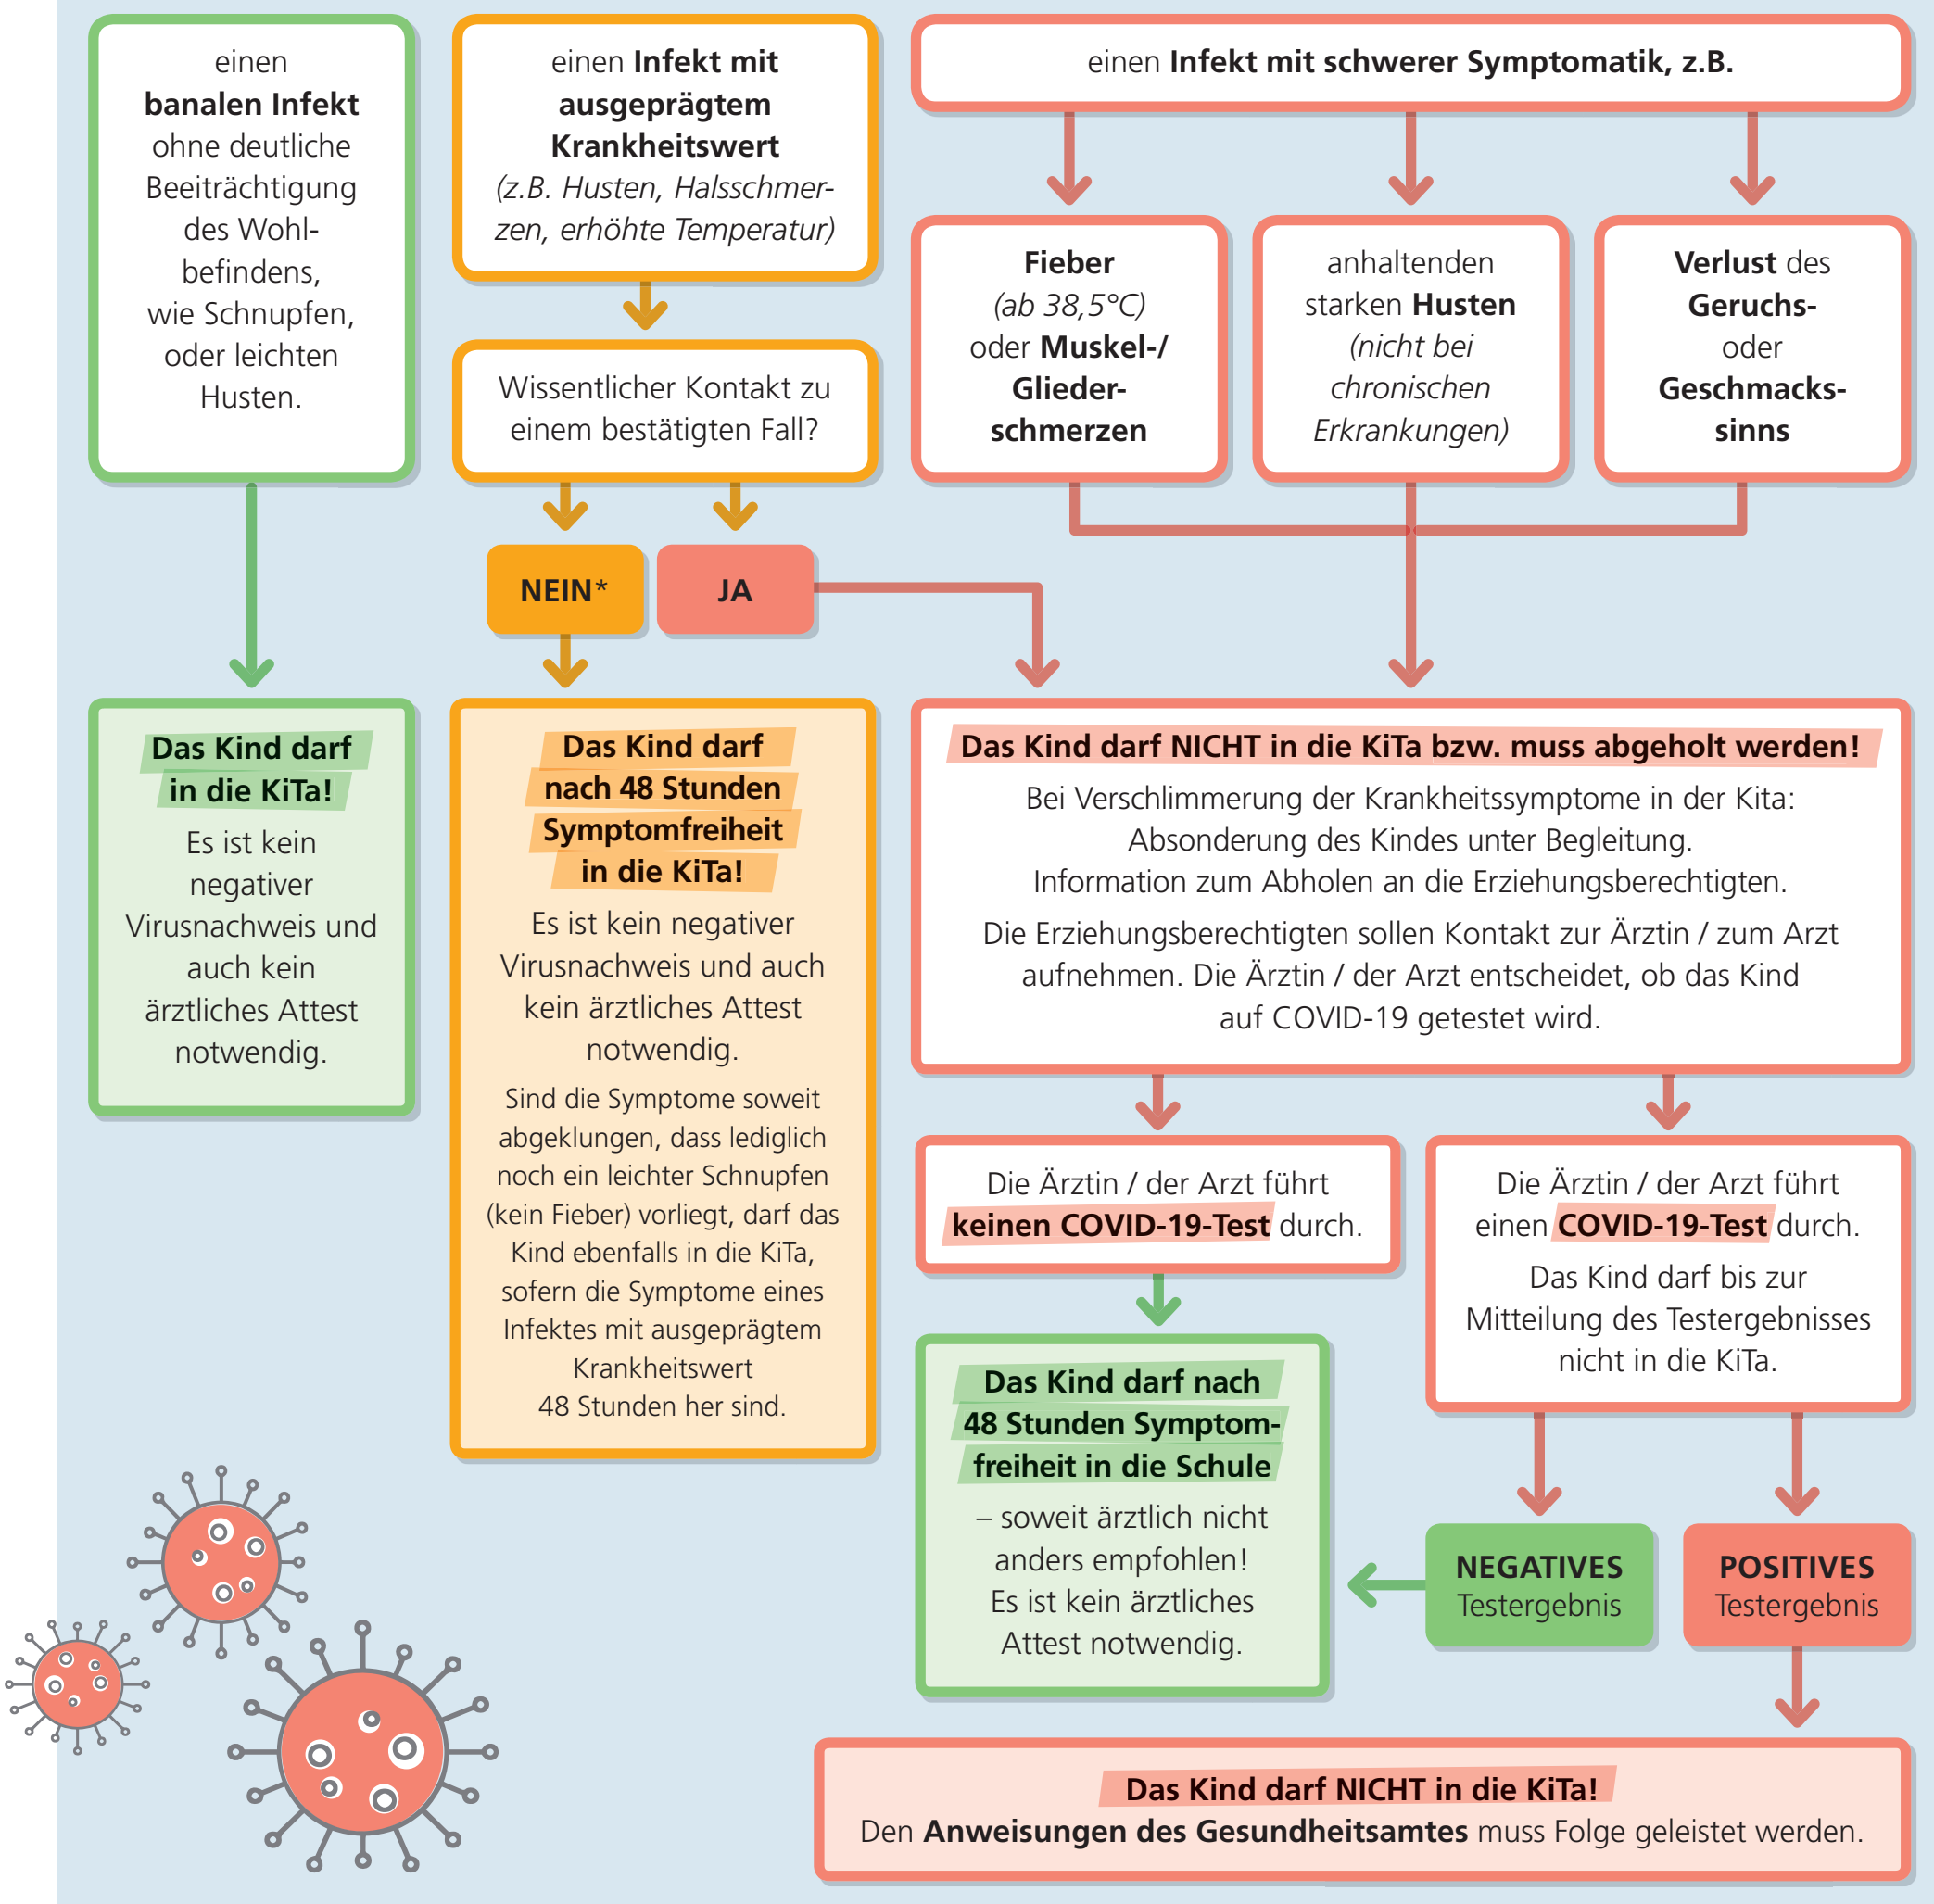 einen
banalen Infekt
ohne deutliche
Beeiträchtigung
des Wohl-
befindens,
wie Schnupfen,
oder leichten
Husten.
einen Infekt mit
ausgeprägtem
Krankheitswert
(z.B. Husten, Halsschmer-
zen, erhöhte Temperatur)
Wissentlicher Kontakt zu
einem bestätigten Fall?
NEIN*
JA
einen Infekt mit schwerer Symptomatik, z.B.
Fieber
(ab 38,5°C)
oder Muskel-/
Glieder-
schmerzen
anhaltenden
starken Husten
(nicht bei
chronischen
Erkrankungen)
Verlust des
Geruchs-
oder
Geschmacks-
sinns
Das Kind darf
in die KiTa!
Es ist kein
negativer
Virusnachweis und
auch kein
ärztliches Attest
notwendig.
Das Kind darf
nach 48 Stunden
Symptomfreiheit
in die KiTa!
Es ist kein negativer
Virusnachweis und auch
kein ärztliches Attest
notwendig.
Sind die Symptome soweit
abgeklungen, dass lediglich
noch ein leichter Schnupfen
(kein Fieber) vorliegt, darf das
Kind ebenfalls in die KiTa,
sofern die Symptome eines
Infektes mit ausgeprägtem
Krankheitswert
48 Stunden her sind.
Das Kind darf NICHT in die KiTa bzw. muss abgeholt werden!
Bei Verschlimmerung der Krankheitssymptome in der Kita:
Absonderung des Kindes unter Begleitung.
Information zum Abholen an die Erziehungsberechtigten.
Die Erziehungsberechtigten sollen Kontakt zur Ärztin / zum Arzt
aufnehmen. Die Ärztin / der Arzt entscheidet, ob das Kind
auf COVID-19 getestet wird.
Die Ärztin / der Arzt führt
keinen COVID-19-Test durch.
Die Ärztin / der Arzt führt
einen COVID-19-Test durch.
Das Kind darf bis zur
Mitteilung des Testergebnisses
nicht in die KiTa.
Das Kind darf nach
48 Stunden Symptom-
freiheit in die Schule
– soweit ärztlich nicht
anders empfohlen!
Es ist kein ärztliches
Attest notwendig.
NEGATIVES
Testergebnis
POSITIVES
Testergebnis
Das Kind darf NICHT in die KiTa!
Den Anweisungen des Gesundheitsamtes muss Folge geleistet werden.